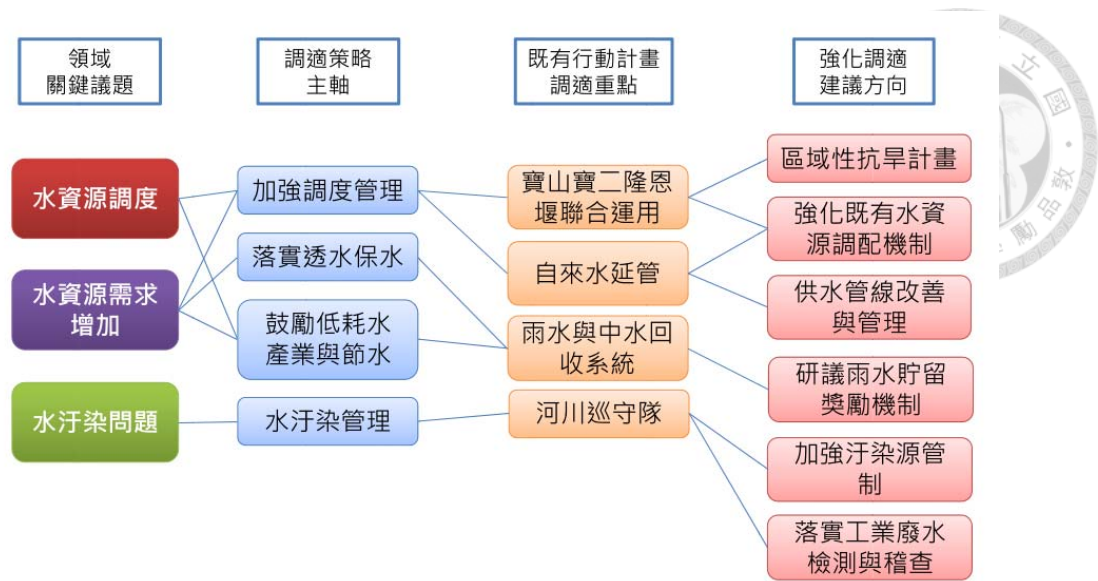 領域
關鍵議題
調適策略
主軸
既有行動計畫
調適重點
強化調適
建議方向
水資源調度
水資源需求
增加
水汙染問題
加強調度管理
落實透水保水
鼓勵低耗水
產業與節水
水汙染管理
寶山寶二隆恩
堰聯合運用
自來水延管
雨水與中水回
收系統
河川巡守隊
區域性抗旱計畫
強化既有水資
源調配機制
供水管線改善
與管理
研議雨水貯留
獎勵機制
加強汙染源管
制
落實工業廢水
檢測與稽查
立國
敦品勵學